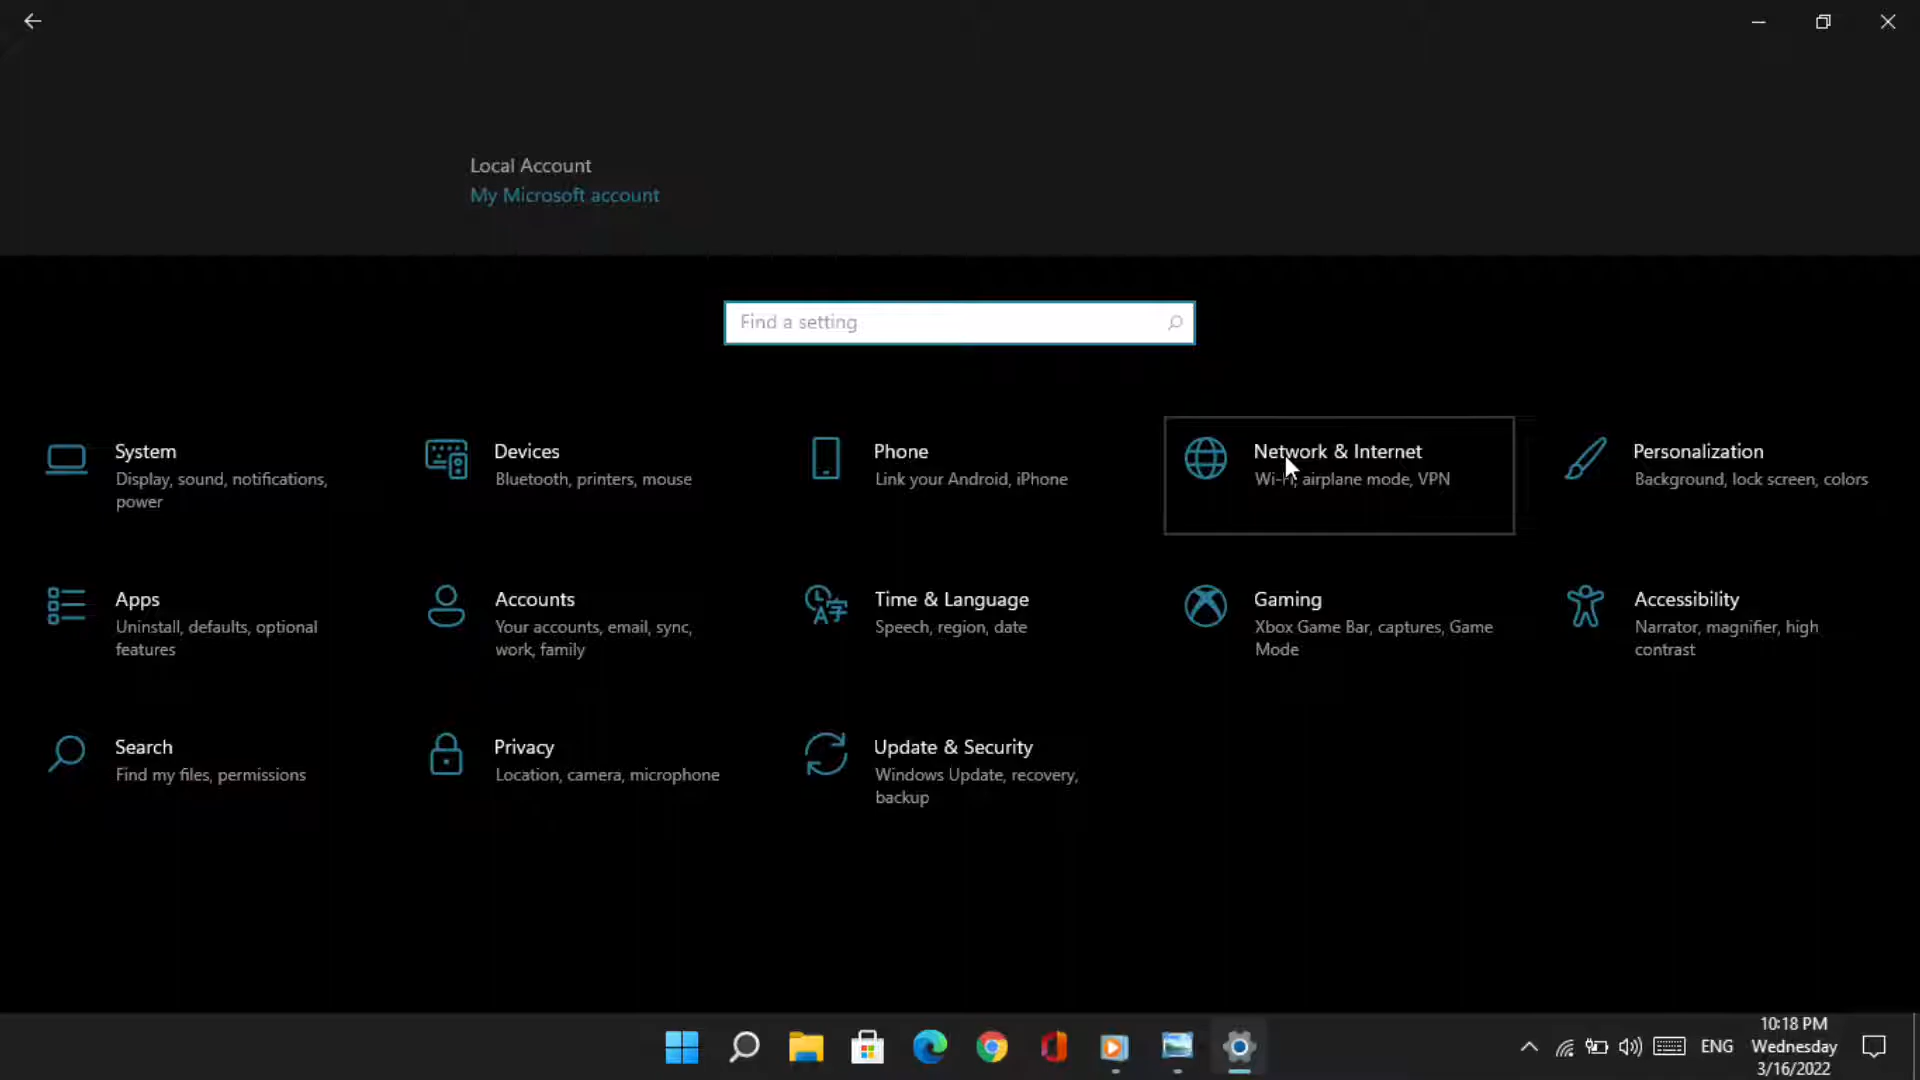 Local Account
My Microsoft account
Find a setting
System
Display, sound, notifications,
power
Devices
Bluetooth, printers, mouse
Phone
Link your Android, iPhone
Network & Internet
Wi-Fi, airplane mode, VPN
Personalization
Background, lock screen, colors
Apps
Uninstall, defaults, optional
features
Accounts
Your accounts, email, sync,
work, family
Time & Language
Speech, region, date
Gaming
Xbox Game Bar, captures, Game
Mode
Accessibility
Narrator, magnifier, high
contrast
Search
Find my files, permissions
Privacy
Location, camera, microphone
Update & Security
Windows Update, recovery,
backup
ENG
10:18 PM
Wednesday
3/16/2022